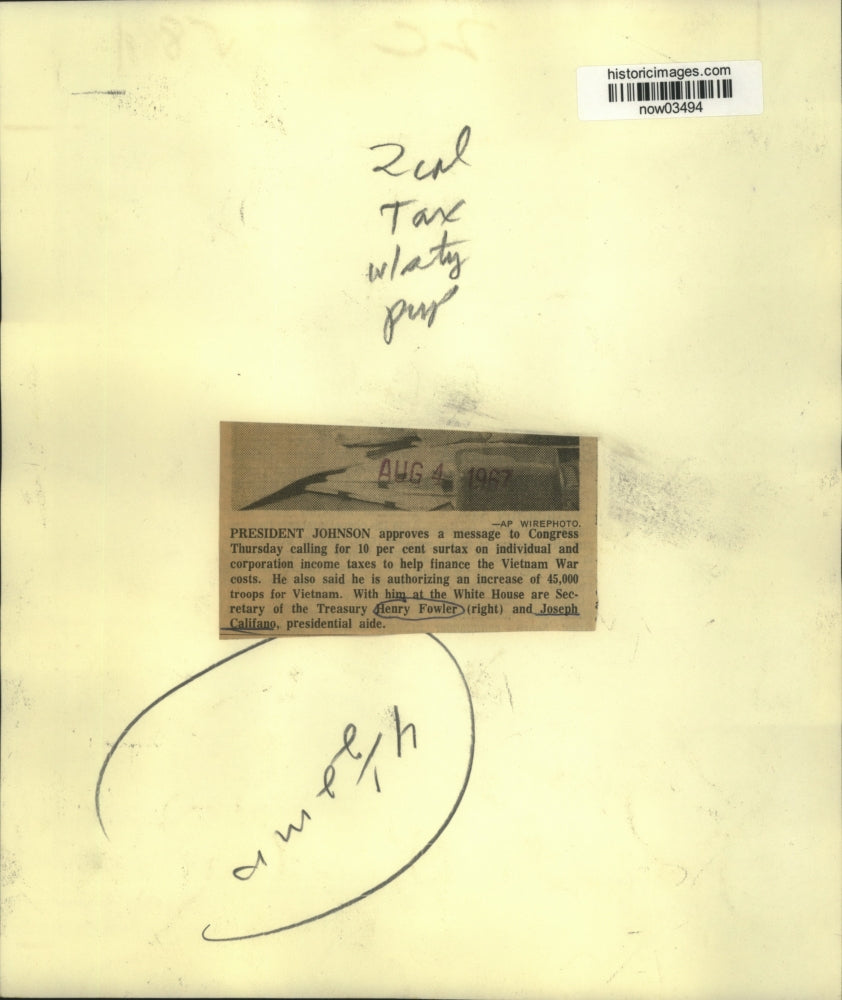 historicimages.com
now03494
2 col
Tax
w/sty
AUG 4 1967
—AP WIREPHOTO.
PRESIDENT JOHNSON approves a message to Congress
Thursday calling for 10 per cent surtax on individual and
corporation income taxes to help finance the Vietnam War
costs. He also said he is authorizing an increase of 45,000
troops for Vietnam. With him at the White House are Sec-
retary of the Treasury Henry Fowler (right) and Joseph
Califano, presidential aide.